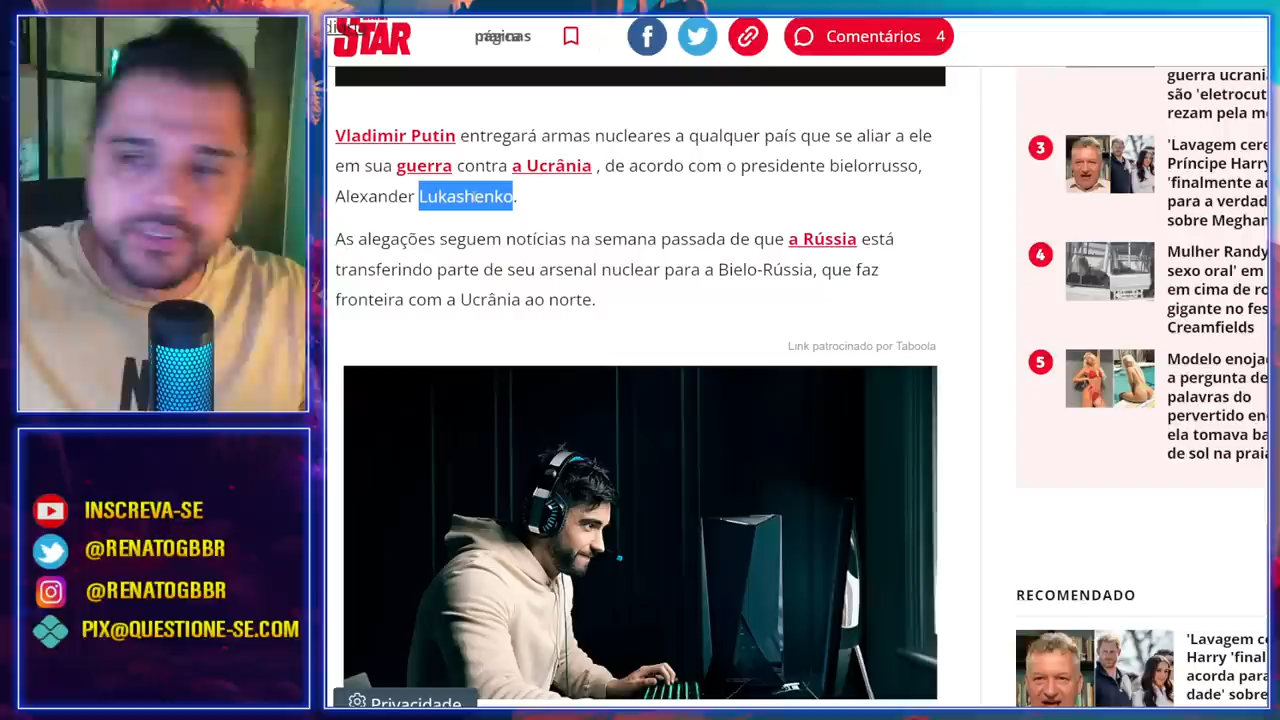 STAR
páginas
Comentários 4
Vladimir Putin entregará armas nucleares a qualquer país que se aliar a ele
em sua guerra contra a Ucrânia , de acordo com o presidente bielorrusso,
Alexander Lukashenko.
As alegações seguem notícias na semana passada de que a Rússia está
transferindo parte de seu arsenal nuclear para a Bielo-Rússia, que faz
fronteira com a Ucrânia ao norte.
Link patrocinado por Taboola
Privacidade
guerra ucrani
são 'eletrocut
rezam pela m
3
'Lavagem cere
Príncipe Harry
'finalmente ac
para a verdad
sobre Meghan
4
Mulher Randy
sexo oral' em
em cima de ro
gigante no fes
Creamfields
5
Modelo enoja
a pergunta de
palavras do
pervertido en
ela tomava ba
de sol na praia
RECOMENDADO
'Lavagem ce
Harry 'final
acorda para
dade' sobre
INSCREVA-SE
@RENATOGBBR
@RENATOGBBR
PIX@QUESTIONE-SE.COM